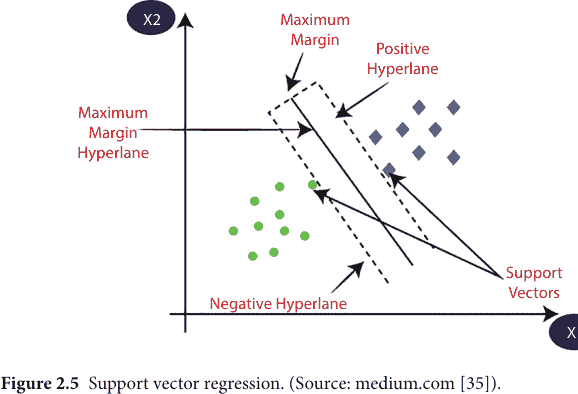 X2
Maximum
Margin
Positive
Hyperlane
Maximum
Margin
Hyperlane
Support
Vectors
Negative Hyperlane
X
Figure 2.5 Support vector regression. (Source: medium.com [35]).